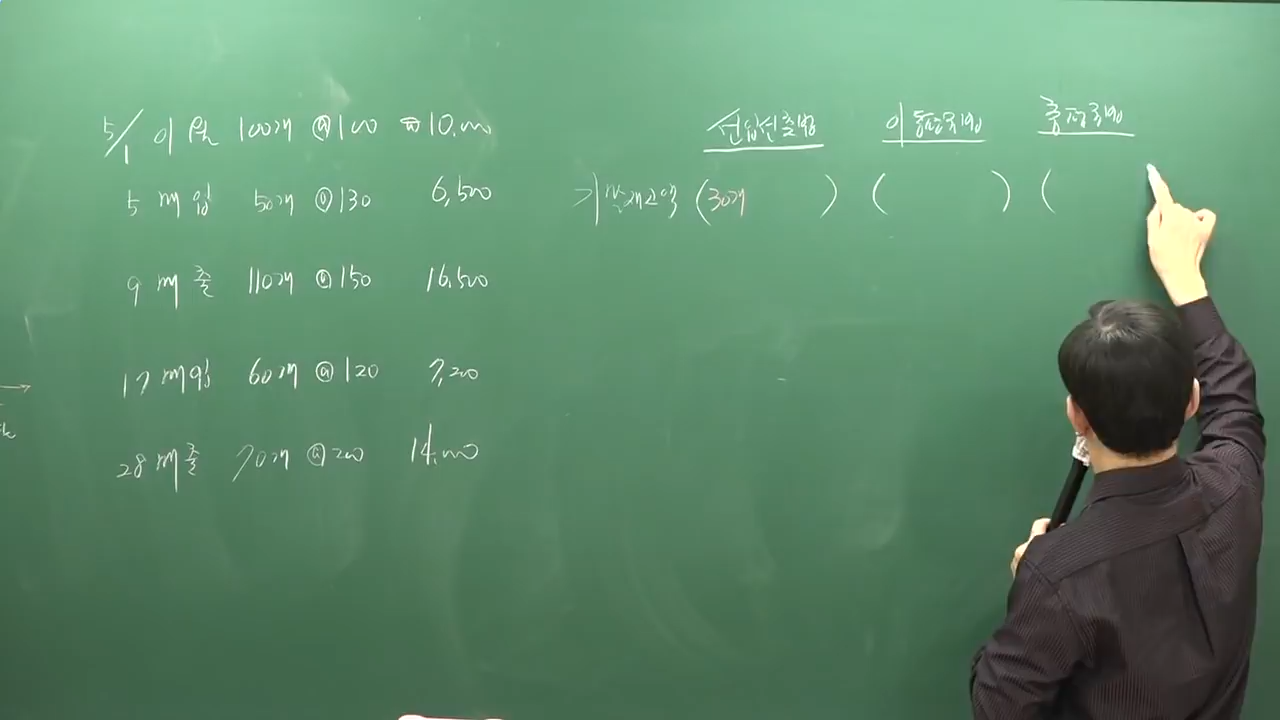 5/1 이월 100개 @100 ₩10,000
5 매입 50개 @130 6,500
9 매출 110개 @150 16,500
17 매입 60개 @120 7,200
28 매출 70개 @200 14,000
선입선출법 이동평균법 총평균법
기말재고액 (30개 ) ( ) (